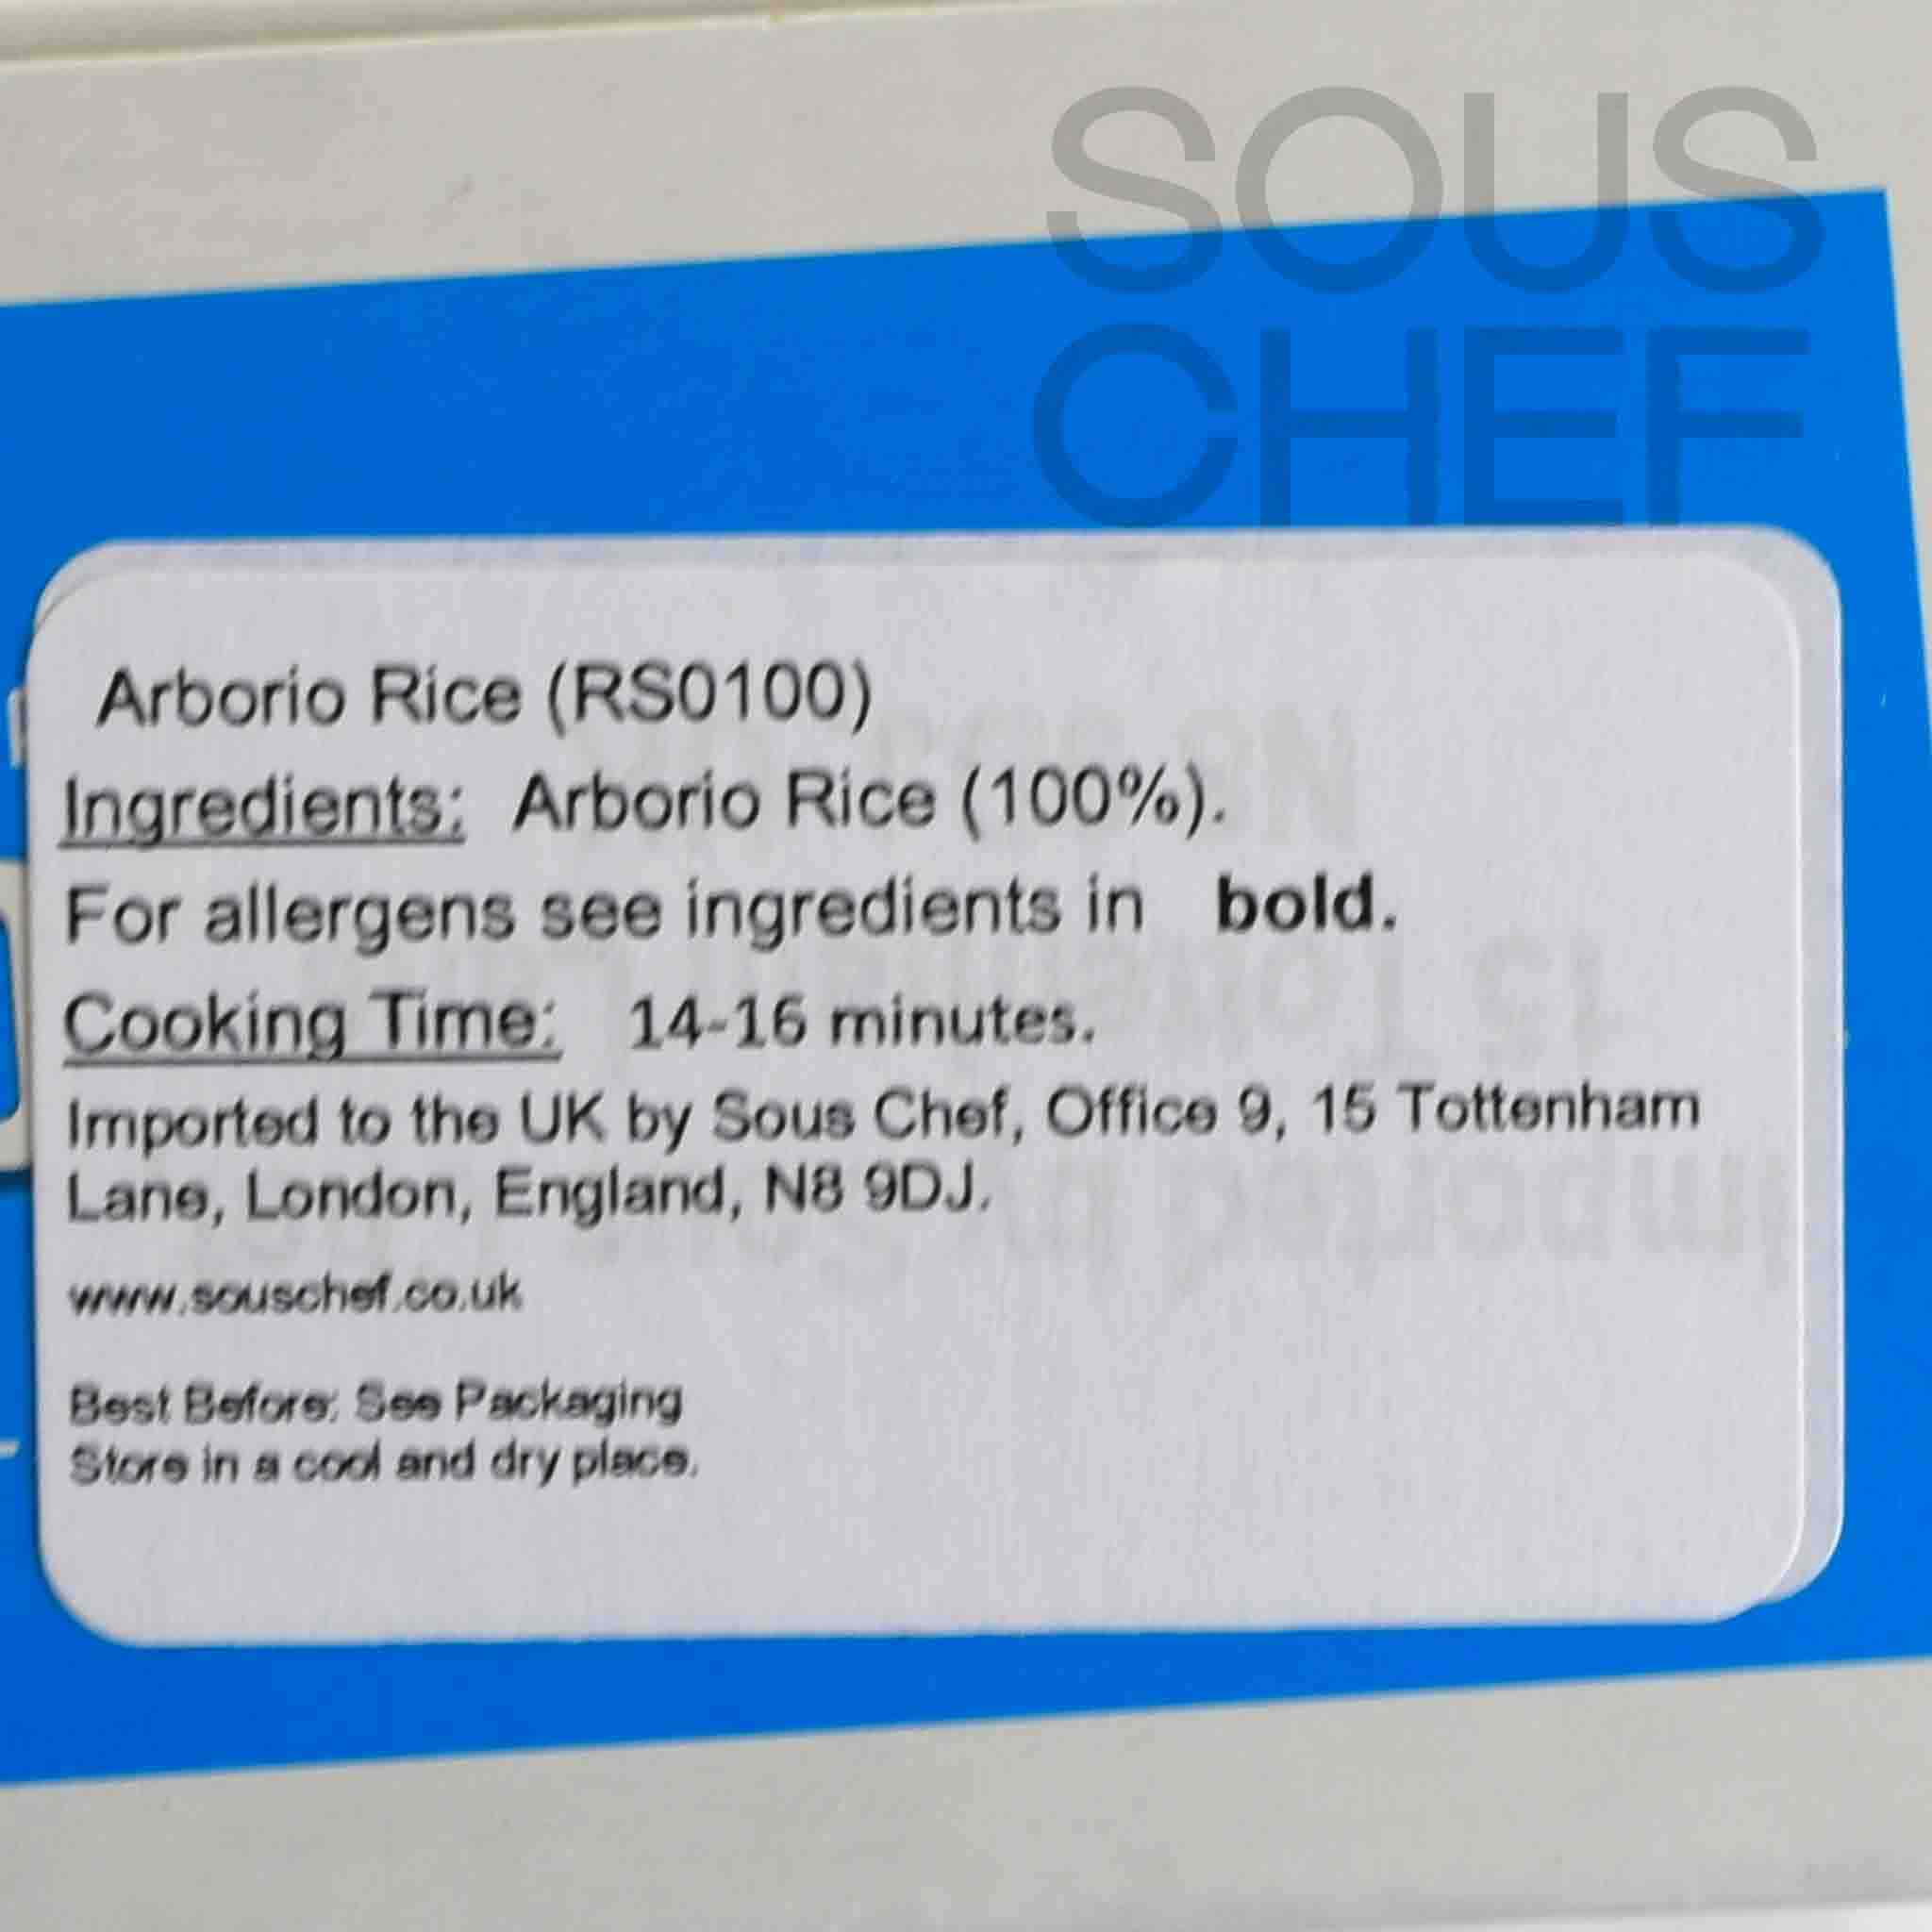 SOUS
CHEF
Arborio Rice (RS0100)
Ingredients: Arborio Rice (100%).
For allergens see ingredients in bold.
Cooking Time: 14-16 minutes.
Imported to the UK by Sous Chef, Office 9, 15 Tottenham
Lane, London, England, N8 9DJ.
www.souschef.co.uk
Best Before: See Packaging
Store in a cool and dry place.